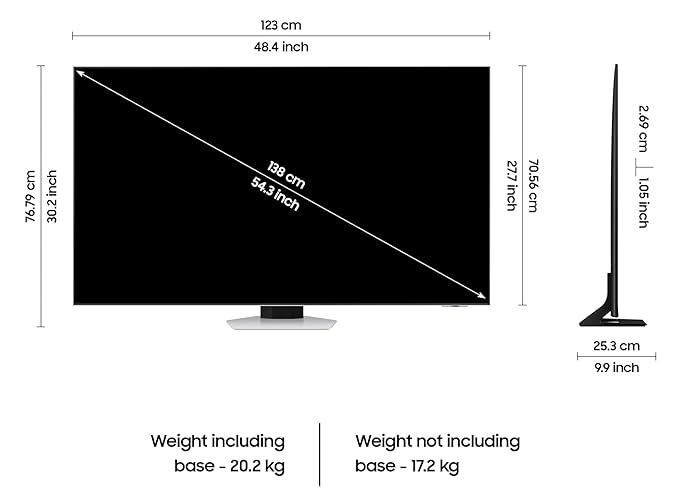 123 cm
48.4 inch
76.79 cm
30.2 inch
138 cm
54.3 inch
70.56 cm
27.7 inch
2.69 cm
1.05 inch
25.3 cm
9.9 inch
Weight including
base - 20.2 kg
Weight not including
base - 17.2 kg